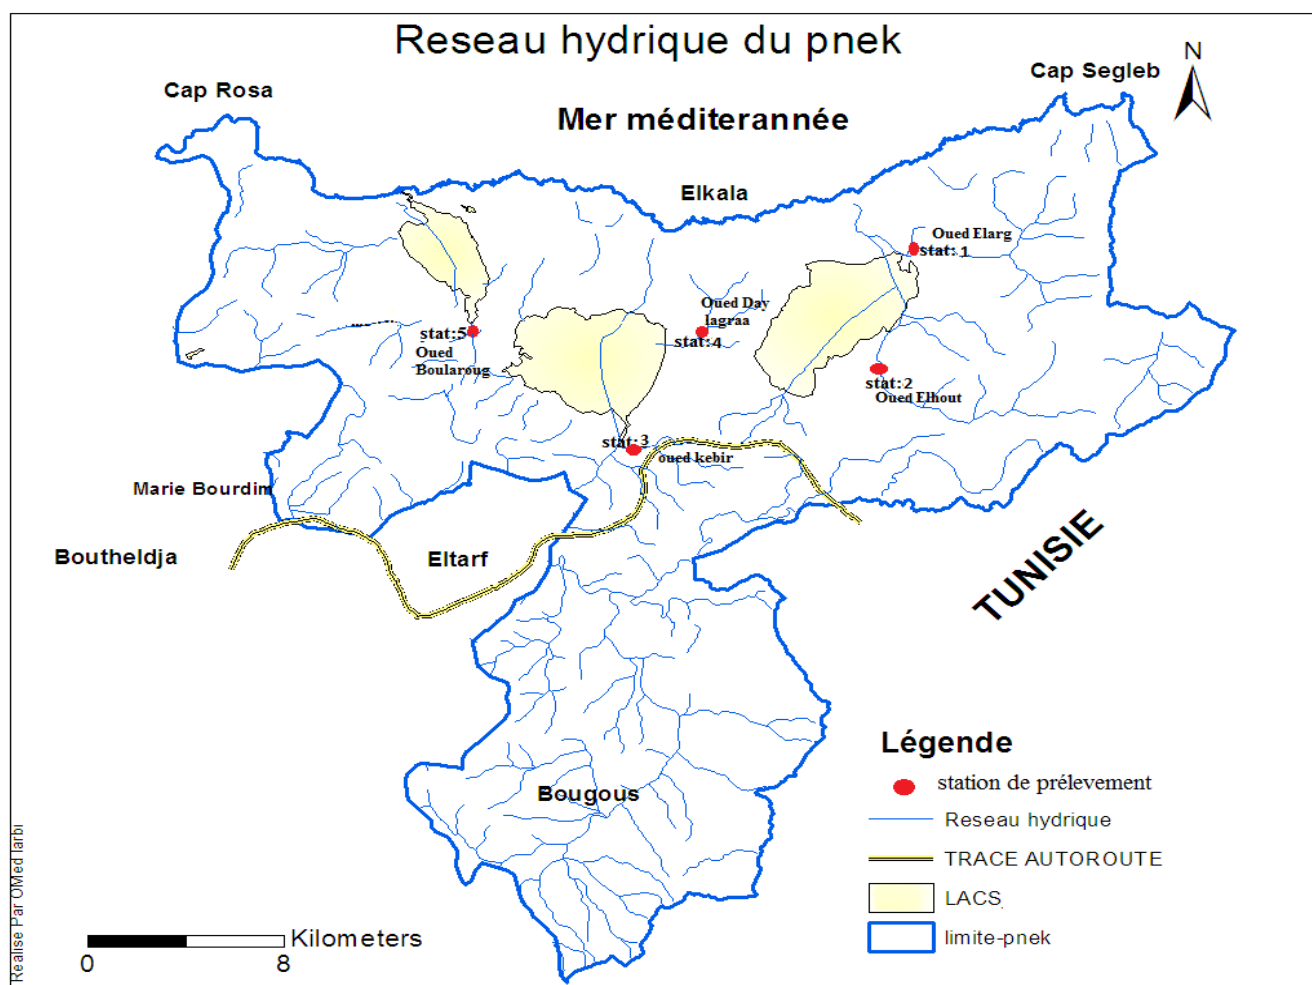 Reseau hydrique du pnek
Cap Rosa
Cap Segleb
N
Mer méditerannée
Elkala
Oued Elarg
stat: 1
Oued Day
lagraa
stat:4
stat:5
Oued
Boularoug
stat:2
Oued Elhout
stat:3
oued kebir
Marie Bourdim
Boutheldja
Eltarf
TUNISIE
Bougous
Légende
station de prélevement
Reseau hydrique
TRACE AUTOROUTE
LACS
limite-pnek
Kilometers
0 8
Realise Par OMed larbi